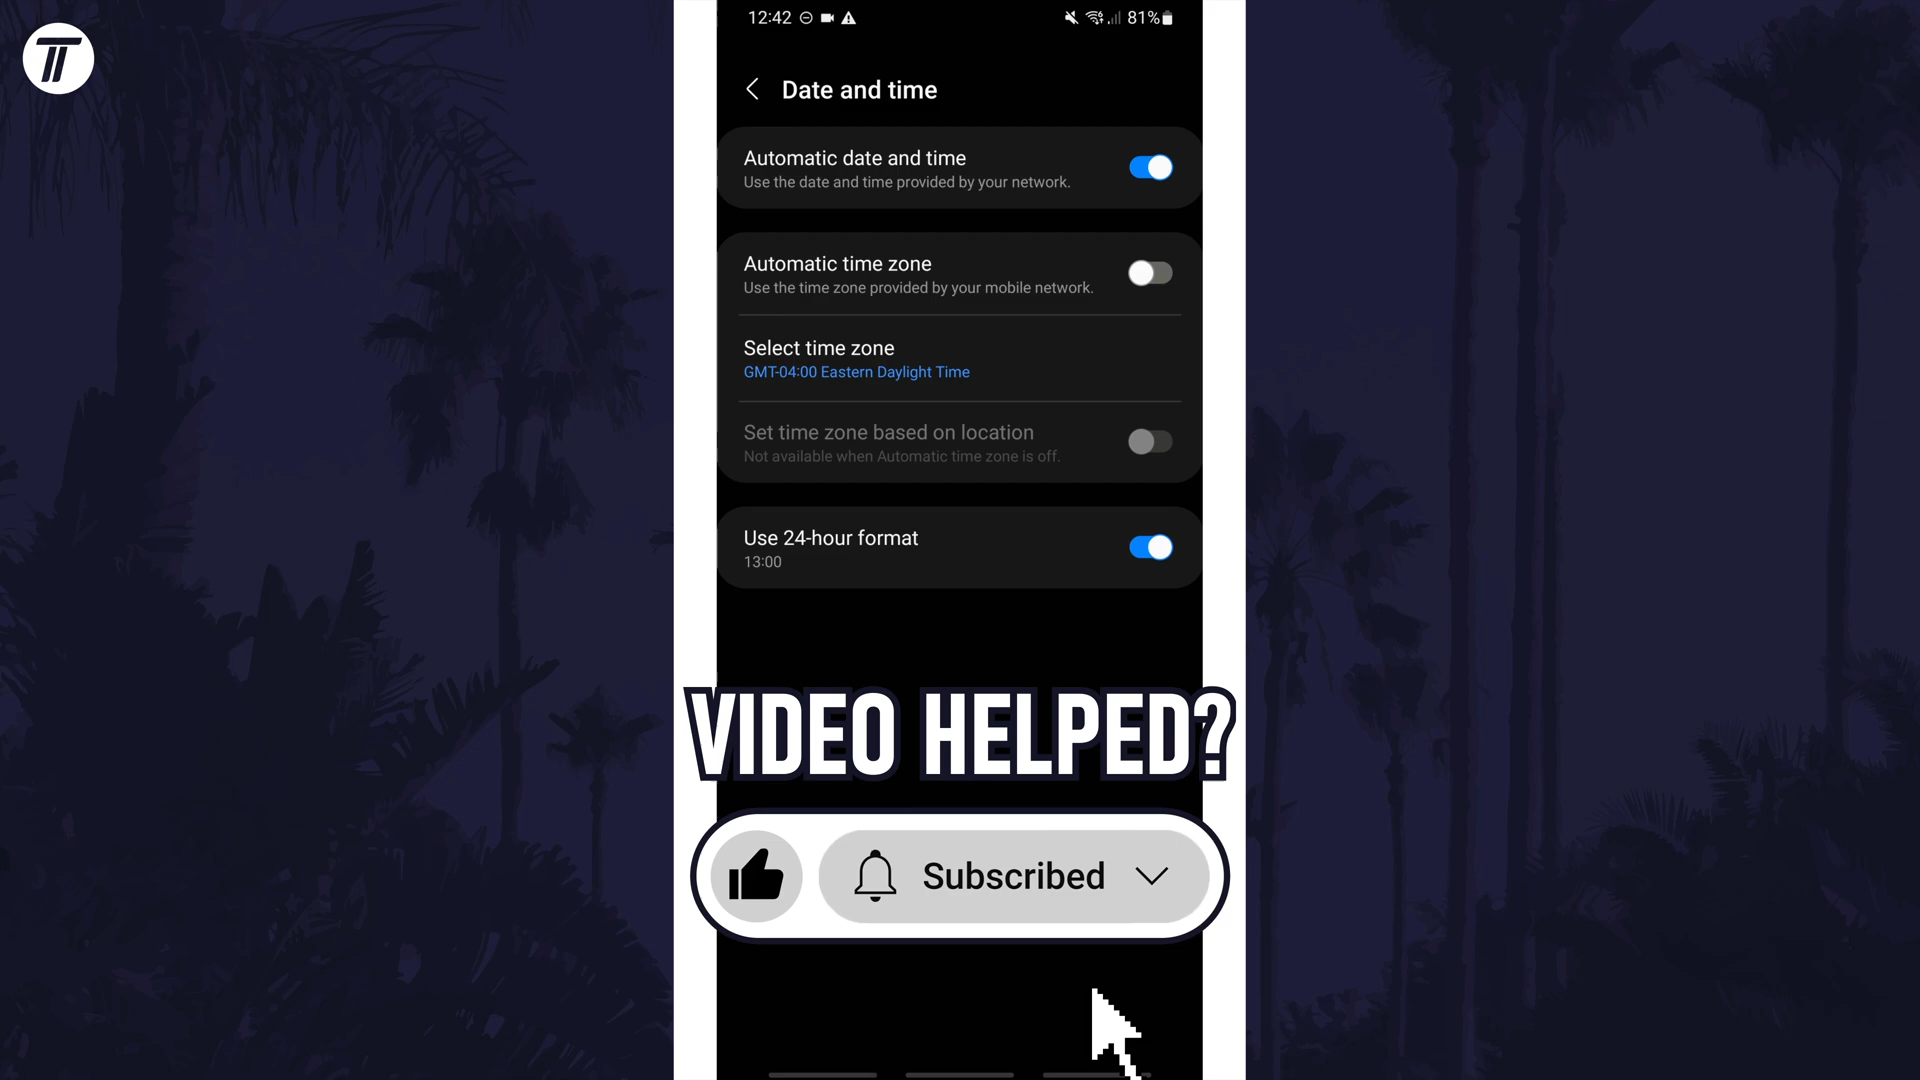 12:42
81%
Date and time
Automatic date and time
Use the date and time provided by your network.
Automatic time zone
Use the time zone provided by your mobile network.
Select time zone
GMT-04:00 Eastern Daylight Time
Set time zone based on location
Not available when Automatic time zone is off.
Use 24-hour format
13:00
VIDEO HELPED?
Subscribed